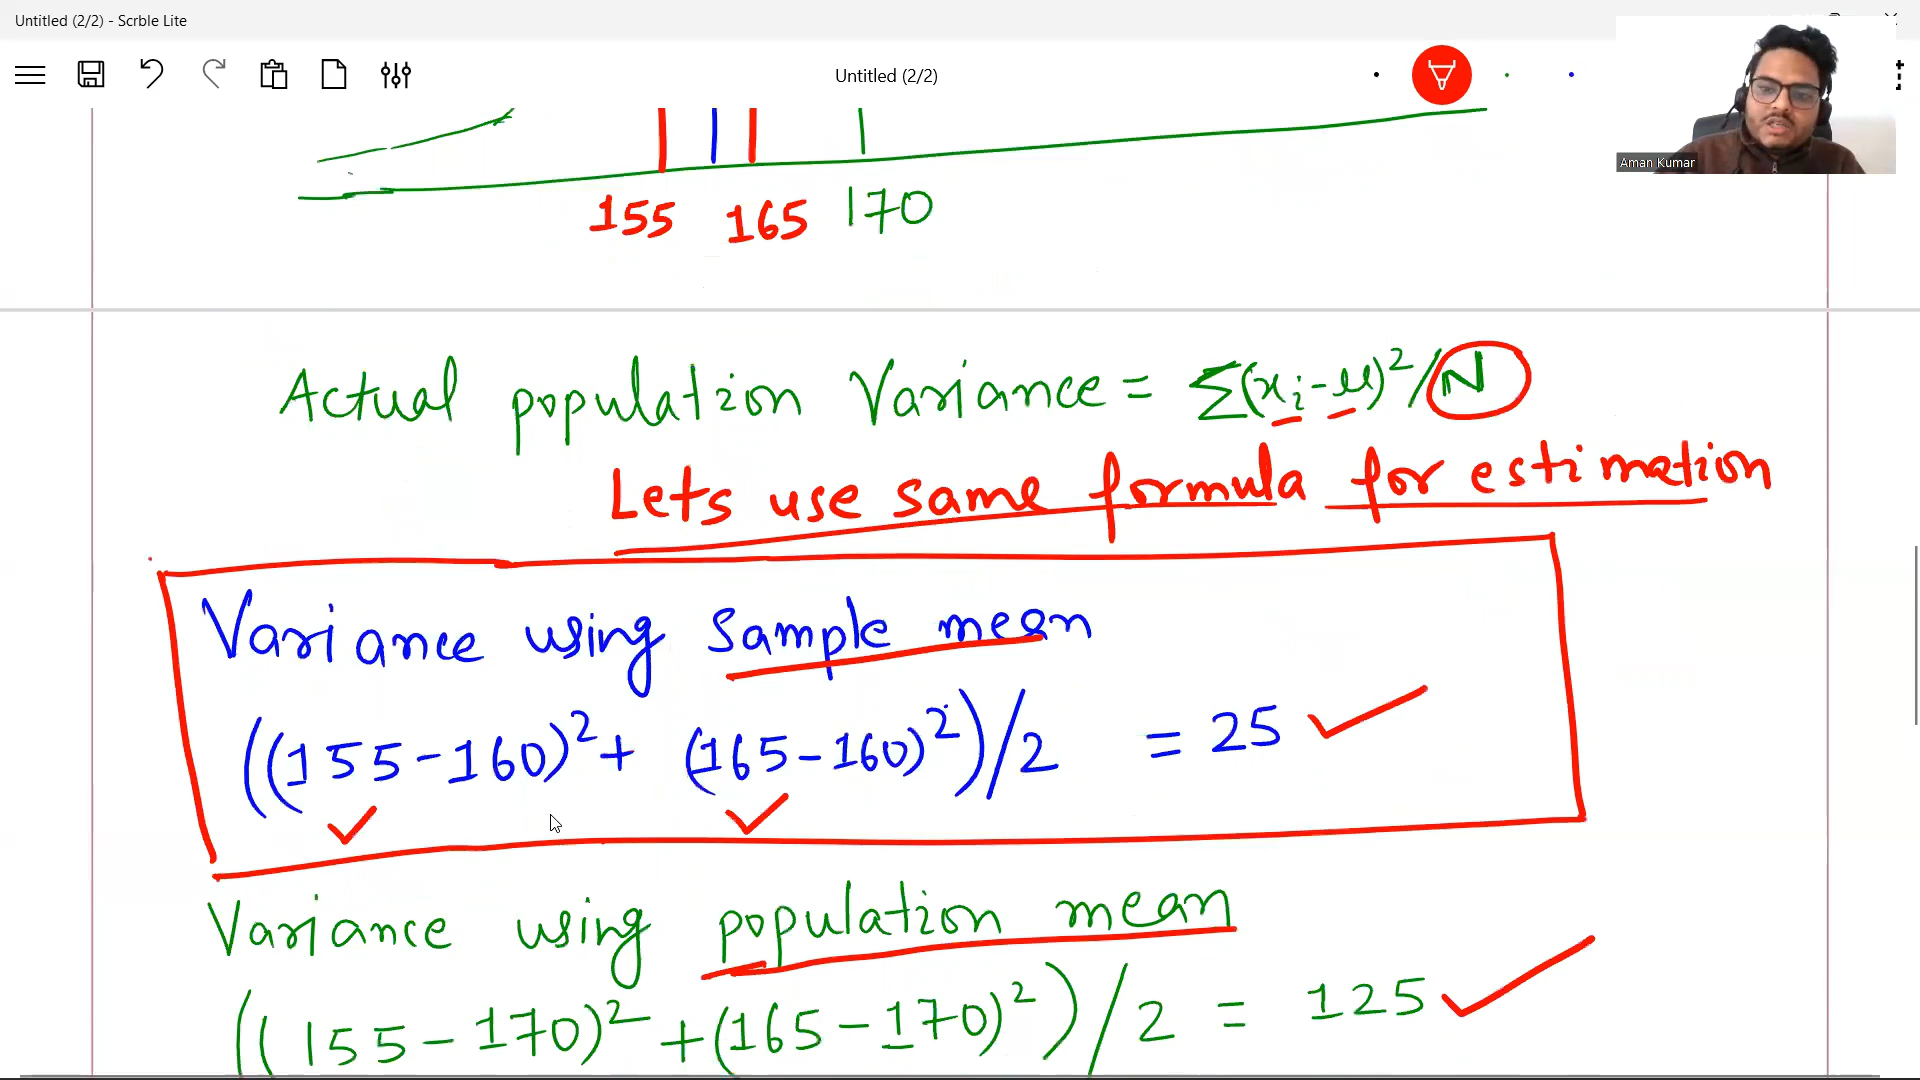 Untitled (2/2) - Scrble Lite
Untitled (2/2)
Aman Kumar
155 165 170
Actual population Variance = Σ(xᵢ-μ)²/N
Lets use same formula for estimation
Variance using sample mean
((155-160)²+ (165-160)²)/2 = 25
Variance using population mean
((155-170)²+(165-170)²)/2 = 125